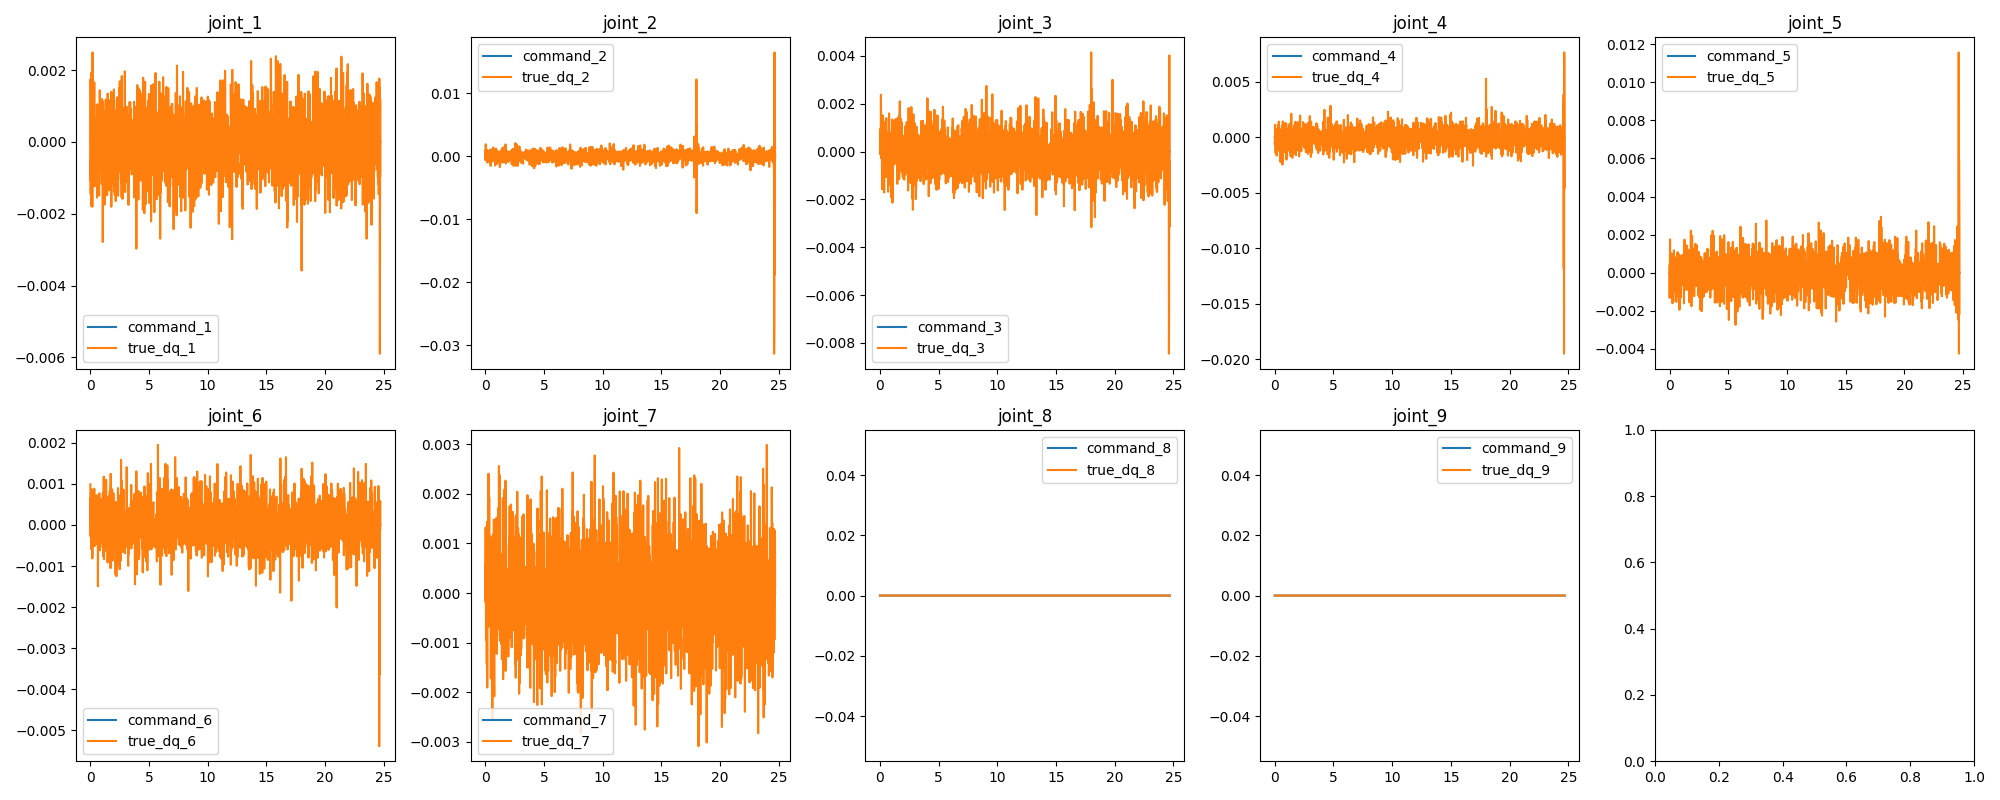 joint_1
0.002
0.000
−0.002
−0.004
−0.006
command_1
true_dq_1
0 5 10 15 20 25
joint_2
0.01
0.00
−0.01
−0.02
−0.03
command_2
true_dq_2
0 5 10 15 20 25
joint_3
0.004
0.002
0.000
−0.002
−0.004
−0.006
−0.008
command_3
true_dq_3
0 5 10 15 20 25
joint_4
0.005
0.000
−0.005
−0.010
−0.015
−0.020
command_4
true_dq_4
0 5 10 15 20 25
joint_5
0.012
0.010
0.008
0.006
0.004
0.002
0.000
−0.002
−0.004
command_5
true_dq_5
0 5 10 15 20 25
joint_6
0.002
0.001
0.000
−0.001
−0.002
−0.003
−0.004
−0.005
command_6
true_dq_6
0 5 10 15 20 25
joint_7
0.003
0.002
0.001
0.000
−0.001
−0.002
−0.003
command_7
true_dq_7
0 5 10 15 20 25
joint_8
0.04
0.02
0.00
−0.02
−0.04
command_8
true_dq_8
0 5 10 15 20 25
joint_9
0.04
0.02
0.00
−0.02
−0.04
command_9
true_dq_9
0 5 10 15 20 25
1.0
0.8
0.6
0.4
0.2
0.0
0.0 0.2 0.4 0.6 0.8 1.0